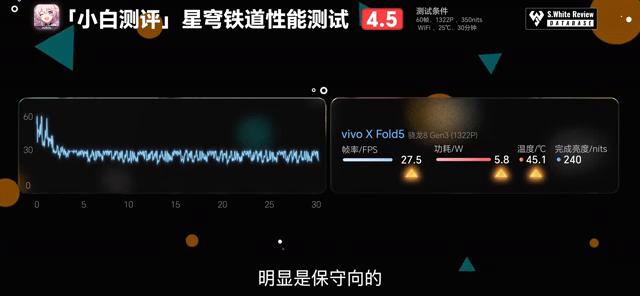 「小白测评」星穹铁道性能测试
4.5
测试条件
60帧、1322P 、350nits
WiFi 、25℃、30分钟
S.White Review
DATABASE
60
30
0
0 5 10 15 20 25 30
vivo X Fold5 骁龙8 Gen3 (1322P)
帧率/FPS 功耗/W 温度/℃ 完成亮度/nits
27.5 5.8 45.1 240
明显是保守向的